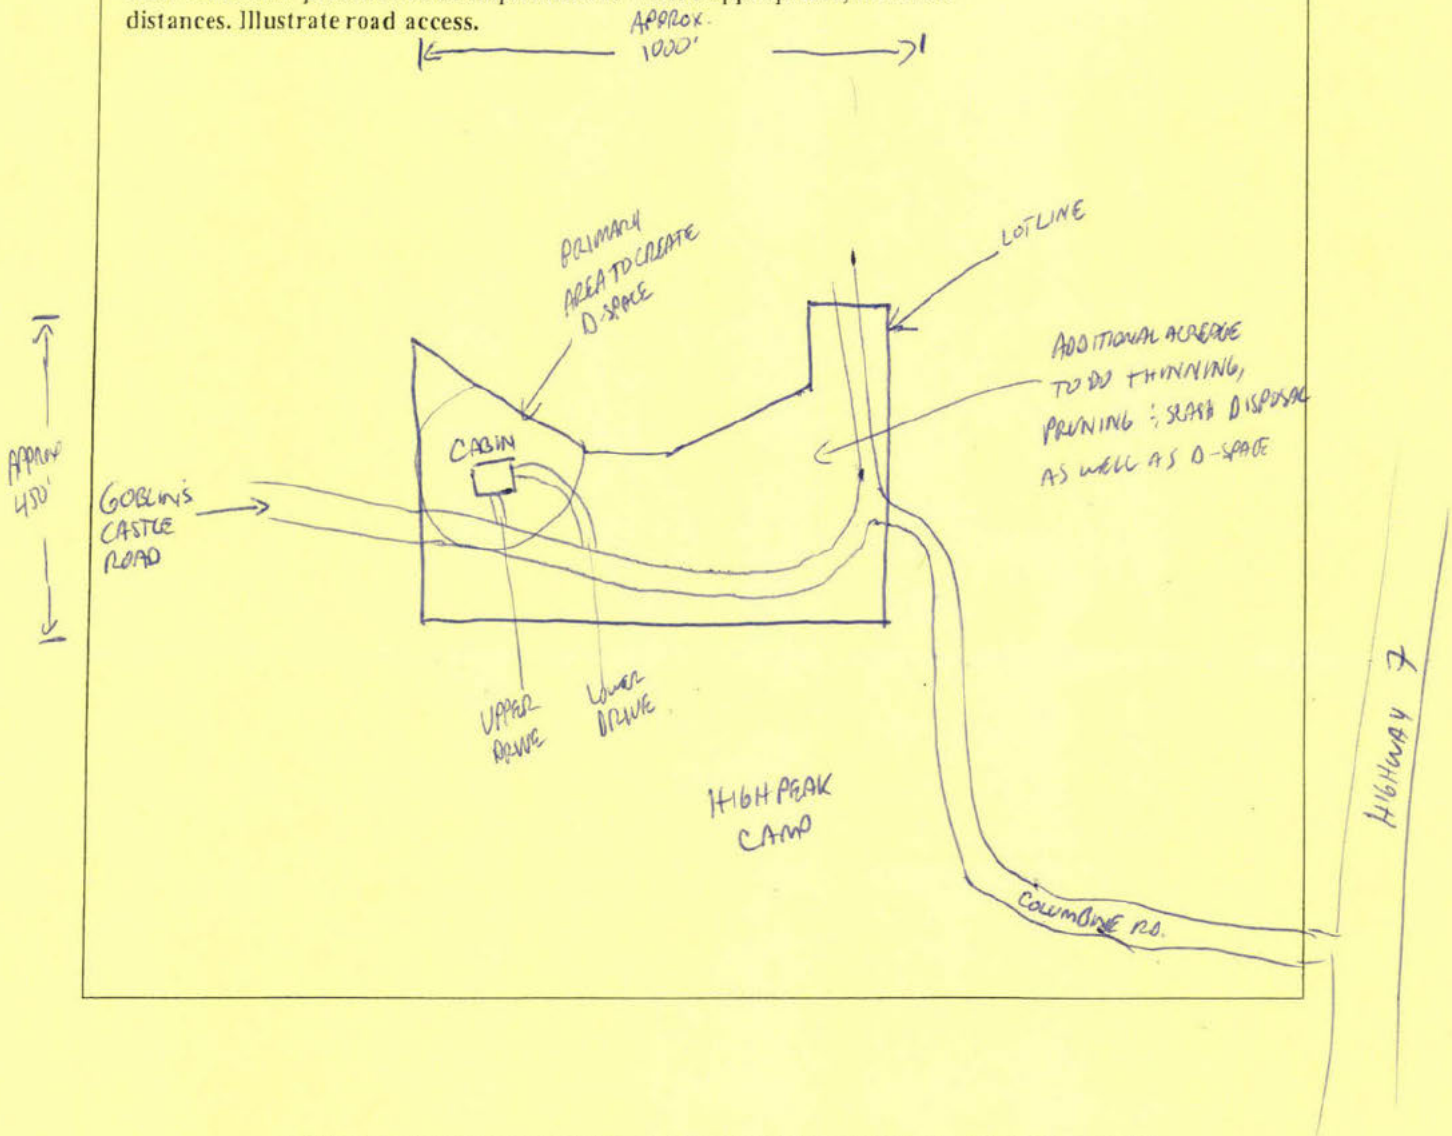 distances. Illustrate road access.
APPROX.
1000'
PRIMARY
AREA TO CREATE
D-SPACE
LOT LINE
ADDITIONAL ACREDGE
TO DO THINNING,
PRUNING & SLASH DISPOSAL
AS WELL AS D-SPACE
APPROX
450'
CABIN
GOBLIN'S
CASTLE
ROAD
UPPER
DRIVE
LOWER
DRIVE
HIGH PEAK
CAMP
HIGHWAY 7
COLUMBINE RD.